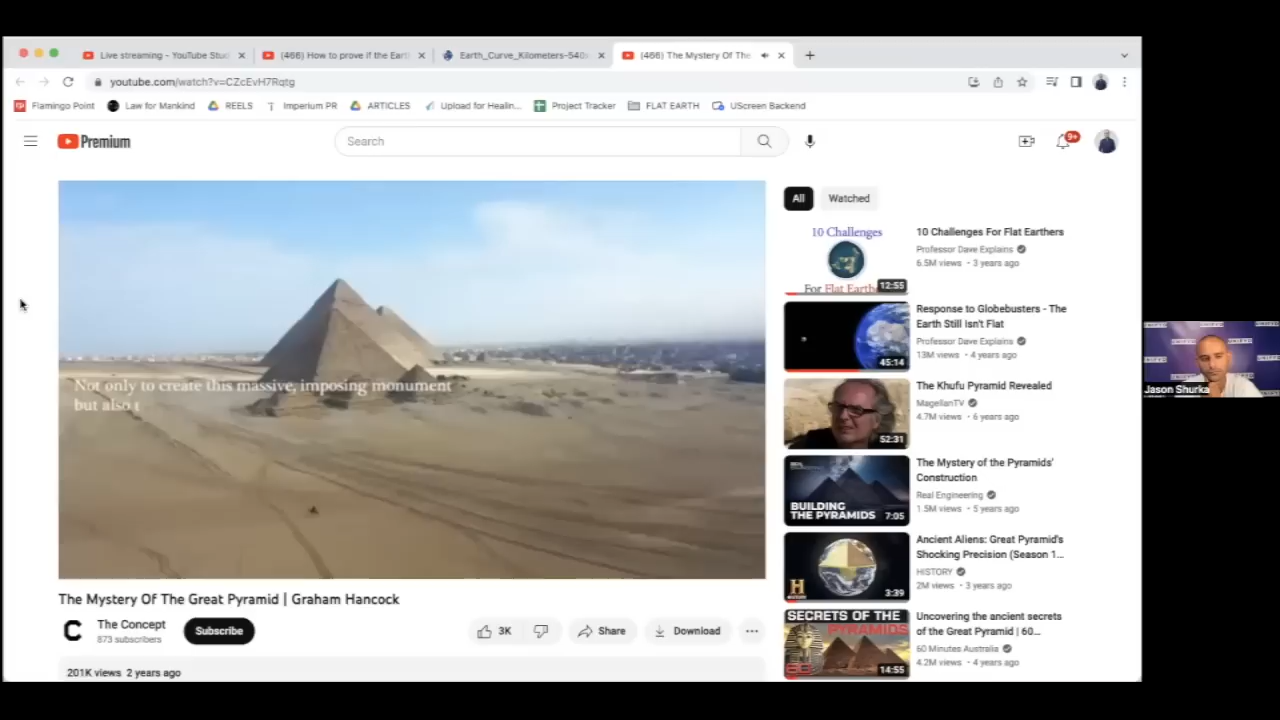 Live streaming - YouTube Stu
(466) How to prove if the Eart
Earth_Curve_Kilometers-540
(466) The Mystery Of The
youtube.com/watch?v=CZcEvH7Rqtg
Flamingo Point
Law for Mankind
REELS
Imperium PR
ARTICLES
Upload for Healin...
Project Tracker
FLAT EARTH
UScreen Backend
Premium
Search
9+
Not only to create this massive, imposing monument
but also t
The Mystery Of The Great Pyramid | Graham Hancock
C
The Concept
873 subscribers
Subscribe
3K
Share
Download
201K views 2 years ago
All
Watched
10 Challenges
For Flat Earth
12:55
10 Challenges For Flat Earthers
Professor Dave Explains
6.5M views • 3 years ago
45:14
Response to Globebusters - The
Earth Still Isn't Flat
Professor Dave Explains
13M views • 4 years ago
52:31
The Khufu Pyramid Revealed
MagellanTV
4.7M views • 6 years ago
BUILDING
THE PYRAMIDS
7:05
The Mystery of the Pyramids'
Construction
Real Engineering
1.5M views • 5 years ago
H
HISTORY
3:39
Ancient Aliens: Great Pyramid's
Shocking Precision (Season 1...
HISTORY
2M views • 3 years ago
SECRETS OF THE
PYRAMIDS
60
14:55
Uncovering the ancient secrets
of the Great Pyramid | 60...
60 Minutes Australia
4.2M views • 4 years ago
Jason Shurka